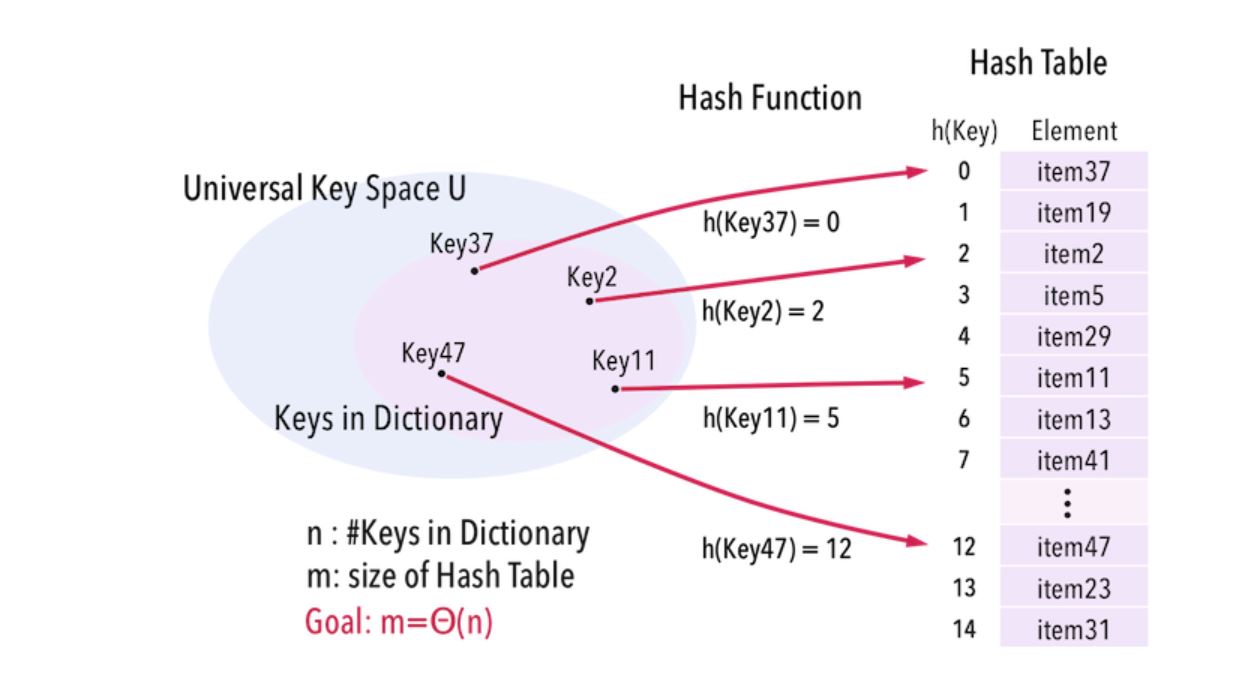 Hash Table
Hash Function
h(Key) Element
Universal Key Space U
0 item37
1 item19
2 item2
3 item5
4 item29
5 item11
6 item13
7 item41
⋮
12 item47
13 item23
14 item31
Key37
Key2
Key47
Key11
Keys in Dictionary
h(Key37) = 0
h(Key2) = 2
h(Key11) = 5
h(Key47) = 12
n : #Keys in Dictionary
m: size of Hash Table
Goal: m=Θ(n)